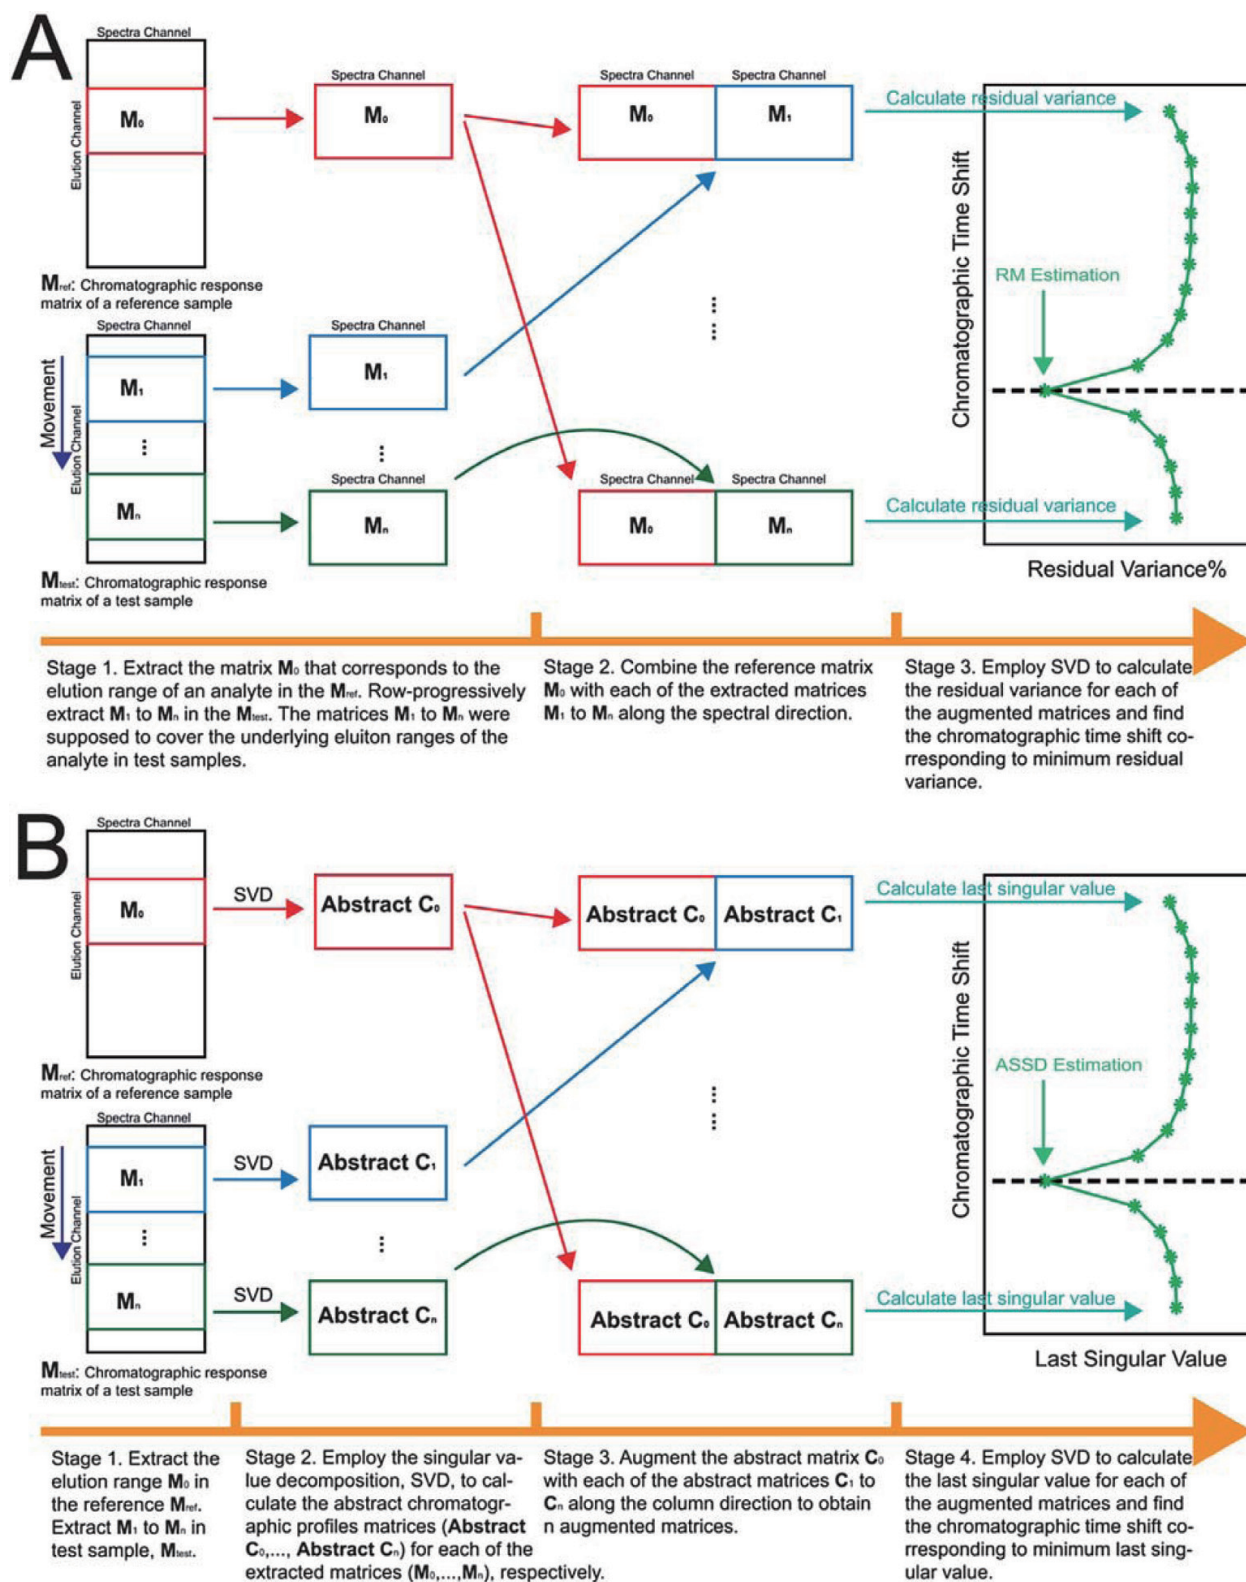 A
Spectra Channel
Elution Channel
M₀
Mref: Chromatographic response
matrix of a reference sample
Spectra Channel
Movement
Elution Channel
M₁
...
Mn
Mtest: Chromatographic response
matrix of a test sample
Spectra Channel
M₀
Spectra Channel
M₁
...
Spectra Channel
Mn
Spectra Channel Spectra Channel
M₀ M₁
... ...
Spectra Channel Spectra Channel
M₀ Mn
Calculate residual variance
Calculate residual variance
Chromatographic Time Shift
RM Estimation
Residual Variance%
Stage 1. Extract the matrix M₀ that corresponds to the
elution range of an analyte in the Mref. Row-progressively
extract M₁ to Mn in the Mtest. The matrices M₁ to Mn were
supposed to cover the underlying eluiton ranges of the
analyte in test samples.
Stage 2. Combine the reference matrix
M₀ with each of the extracted matrices
M₁ to Mn along the spectral direction.
Stage 3. Employ SVD to calculate
the residual variance for each of
the augmented matrices and find
the chromatographic time shift co-
rresponding to minimum residual
variance.
B
Spectra Channel
Elution Channel
M₀
Mref: Chromatographic response
matrix of a reference sample
Spectra Channel
Movement
Elution Channel
M₁
...
Mn
Mtest: Chromatographic response
matrix of a test sample
SVD
Abstract C₀
SVD
Abstract C₁
...
SVD
Abstract Cn
Abstract C₀ Abstract C₁
... ...
Abstract C₀ Abstract Cn
Calculate last singular value
Calculate last singular value
Chromatographic Time Shift
ASSD Estimation
Last Singular Value
Stage 1. Extract the
elution range M₀ in
the reference Mref.
Extract M₁ to Mn in
test sample, Mtest.
Stage 2. Employ the singular va-
lue decomposition, SVD, to cal-
culate the abstract chromatogr-
aphic profiles matrices (Abstract
C₀,..., Abstract Cn) for each of the
extracted matrices (M₀,...,Mn), respectively.
Stage 3. Augment the abstract matrix C₀
with each of the abstract matrices C₁ to
Cn along the column direction to obtain
n augmented matrices.
Stage 4. Employ SVD to calculate
the last singular value for each of
the augmented matrices and find
the chromatographic time shift co-
rresponding to minimum last sing-
ular value.